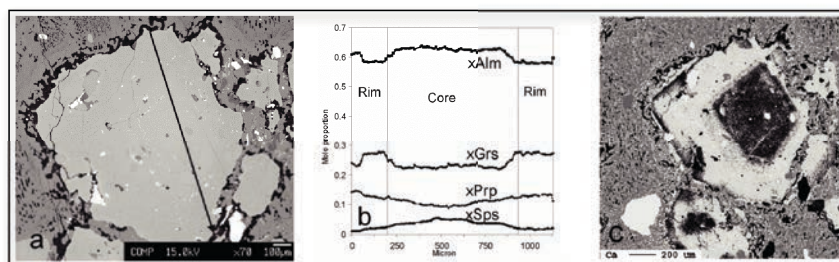 a
COMP 15.0kV x70 100μm
0.7
0.6
0.5
0.4
0.3
0.2
0.1
0
xAlm
Rim
Core
Rim
xGrs
xPrp
xSps
b
0 250 500 750 1000
Micron
Mole proportion
c
Ca 200 um